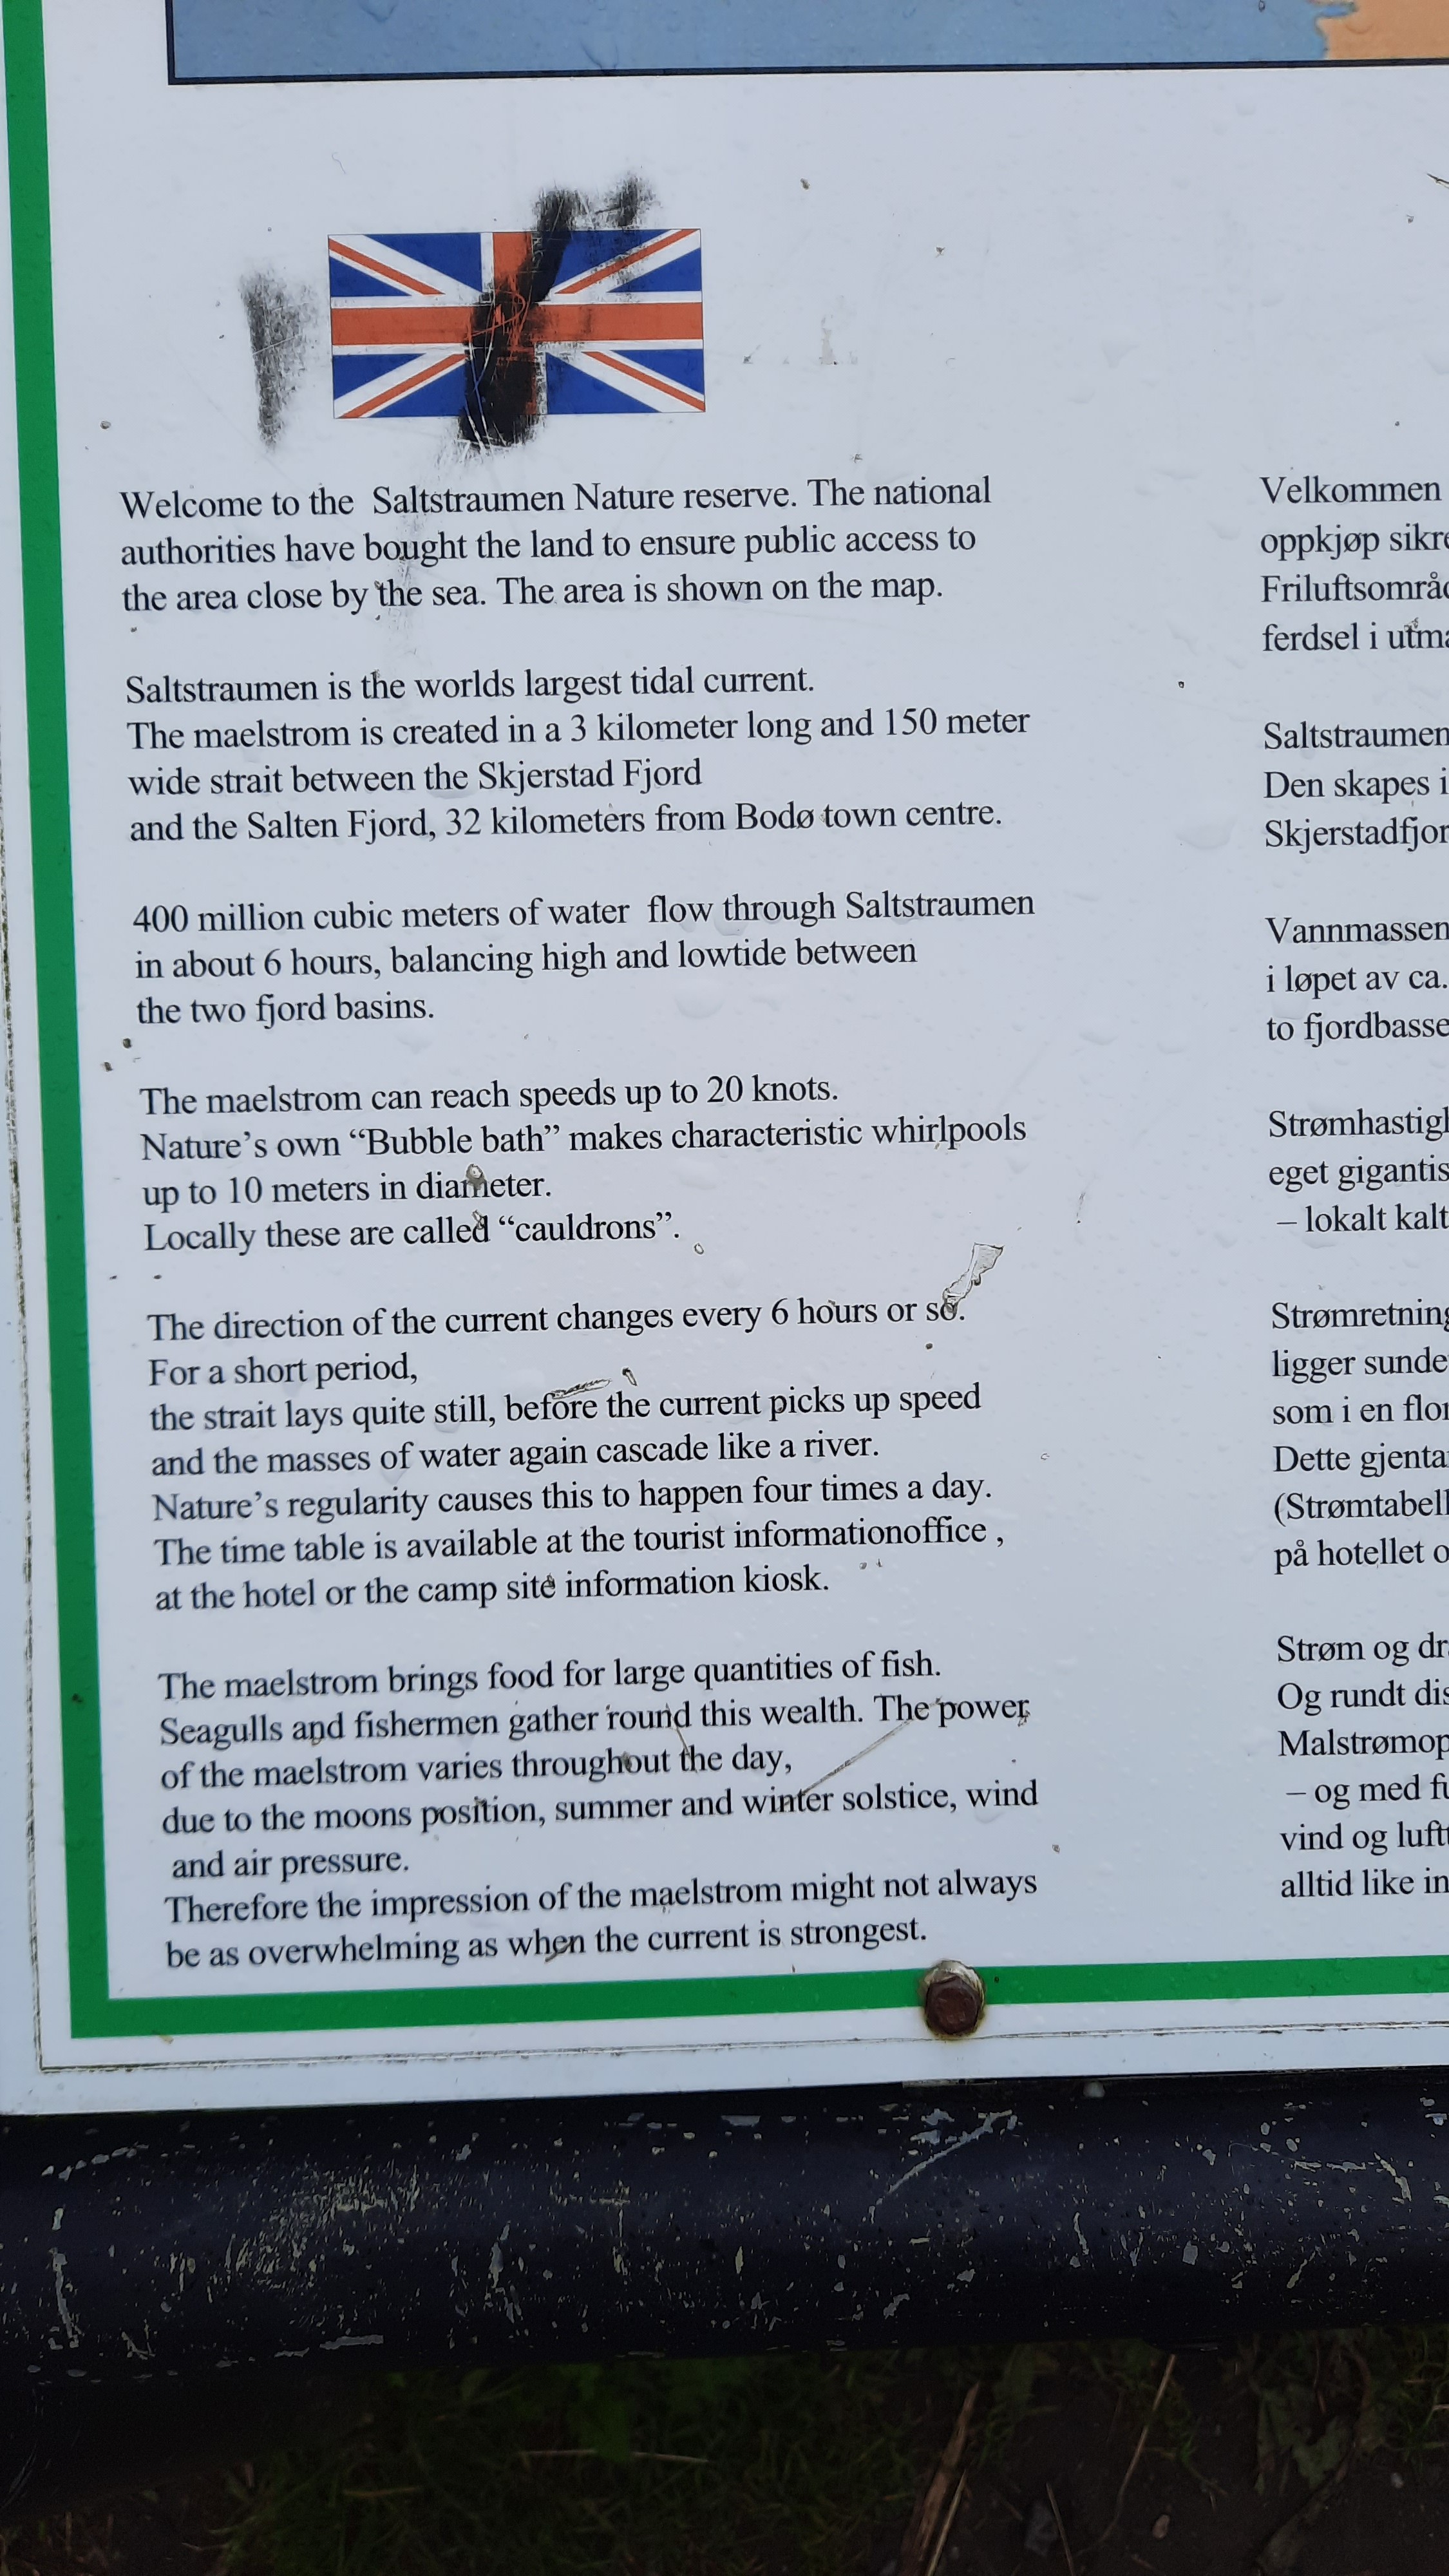 Welcome to the Saltstraumen Nature reserve. The national
authorities have bought the land to ensure public access to
the area close by the sea. The area is shown on the map.
Saltstraumen is the worlds largest tidal current.
The maelstrom is created in a 3 kilometer long and 150 meter
wide strait between the Skjerstad Fjord
and the Salten Fjord, 32 kilometers from Bodø town centre.
400 million cubic meters of water flow through Saltstraumen
in about 6 hours, balancing high and lowtide between
the two fjord basins.
The maelstrom can reach speeds up to 20 knots.
Nature’s own “Bubble bath” makes characteristic whirlpools
up to 10 meters in diameter.
Locally these are called “cauldrons”.
The direction of the current changes every 6 hours or so.
For a short period,
the strait lays quite still, before the current picks up speed
and the masses of water again cascade like a river.
Nature’s regularity causes this to happen four times a day.
The time table is available at the tourist informationoffice ,
at the hotel or the camp site information kiosk.
The maelstrom brings food for large quantities of fish.
Seagulls and fishermen gather round this wealth. The power
of the maelstrom varies throughout the day,
due to the moons position, summer and winter solstice, wind
and air pressure.
Therefore the impression of the maelstrom might not always
be as overwhelming as when the current is strongest.
Velkommen
oppkjøp
ferdsel i
Saltstraumen
Den skapes i
i løpet av ca.
to
eget
– lokalt kalt
ligger
som i en
Dette
på hotellet
Strøm og
Og rundt
– og med
vind og
alltid like